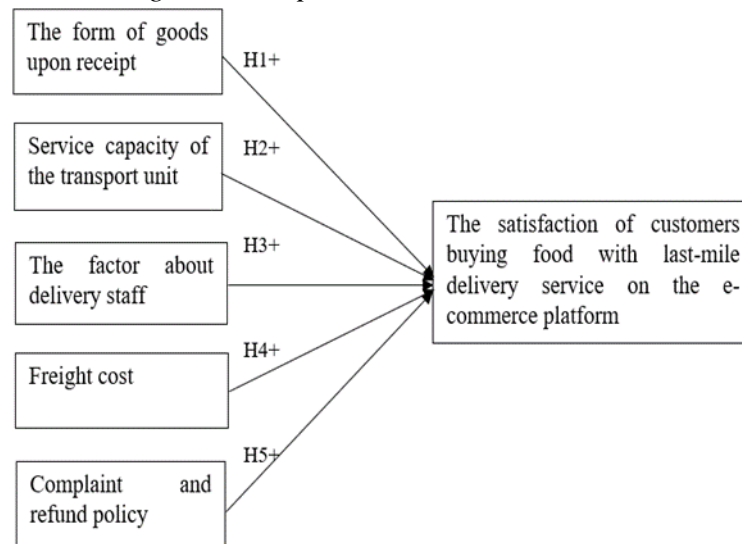 The form of goods
upon receipt
H1+
Service capacity of
the transport unit
H2+
The factor about
delivery staff
H3+
Freight cost
H4+
Complaint and
refund policy
H5+
The satisfaction of customers
buying food with last-mile
delivery service on the e-
commerce platform